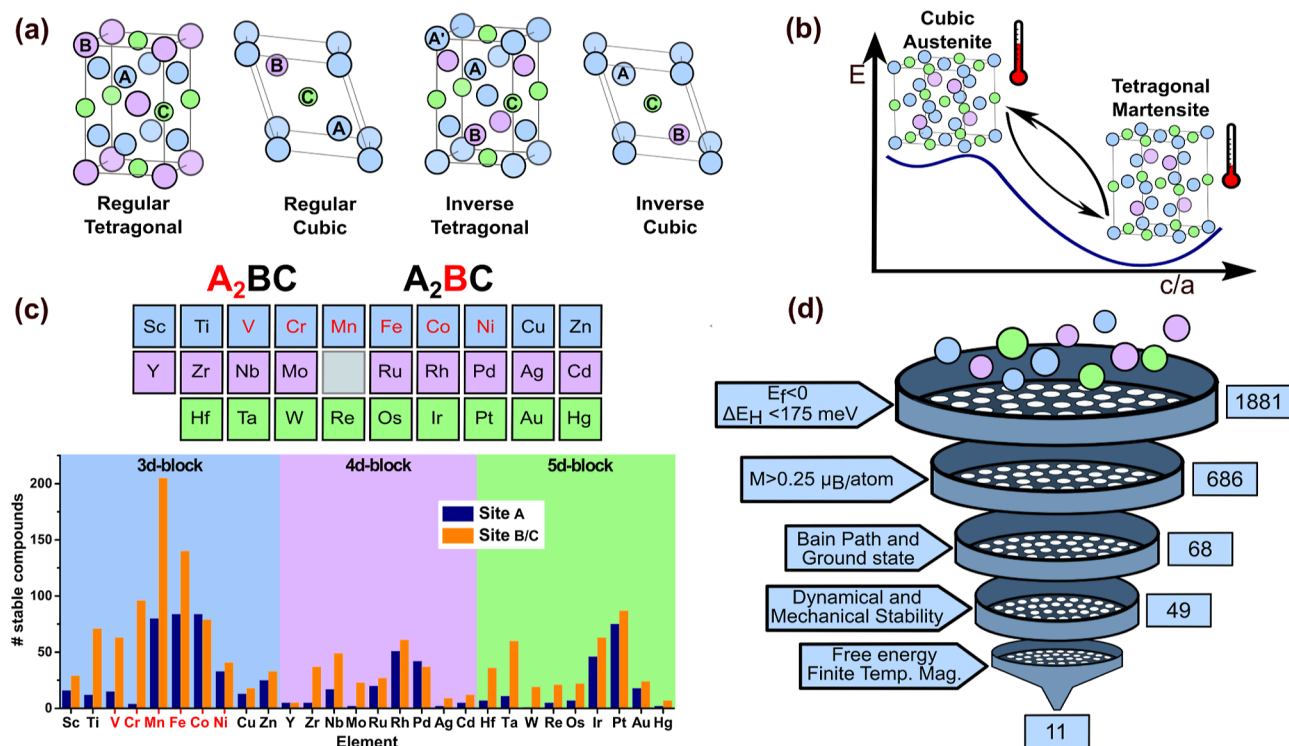 (a)
B
A
C
Regular
Tetragonal
B
C
A
Regular
Cubic
A'
A
C
B
Inverse
Tetragonal
A
C
B
Inverse
Cubic
(b)
E
Cubic
Austenite
Tetragonal
Martensite
c/a
(c)
A₂BC A₂BC
Sc Ti V Cr Mn Fe Co Ni Cu Zn
Y Zr Nb Mo Ru Rh Pd Ag Cd
Hf Ta W Re Os Ir Pt Au Hg
3d-block 4d-block 5d-block
Site A
Site B/C
# stable compounds
200
150
100
50
0
Sc Ti V Cr Mn Fe Co Ni Cu Zn Y Zr Nb Mo Ru Rh Pd Ag Cd Hf Ta W Re Os Ir Pt Au Hg
Element
(d)
E_f<0
ΔE_H <175 meV
1881
M>0.25 μ_B/atom
686
Bain Path and
Ground state
68
Dynamical and
Mechanical Stability
49
Free energy
Finite Temp. Mag.
11